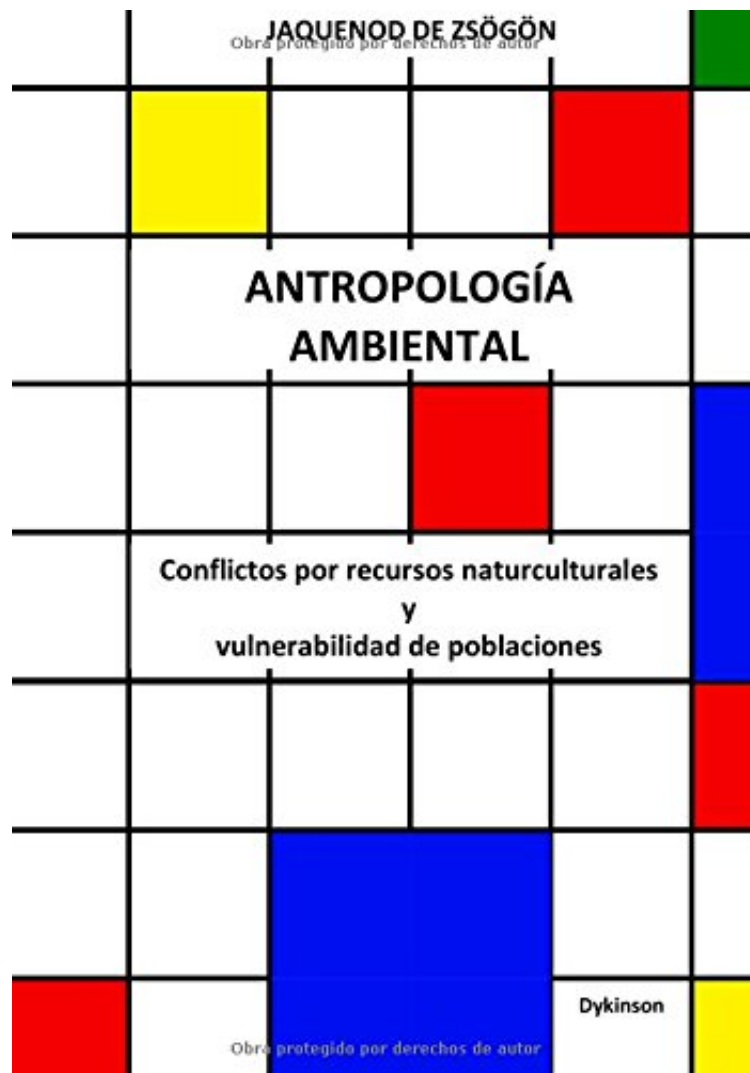 JAQUENOD DE ZSÖGÖN
Obra protegido por derechos de autor
ANTROPOLOGÍA
AMBIENTAL
Conflictos por recursos naturculturales
y
vulnerabilidad de poblaciones
Dykinson
Obra protegido por derechos de autor